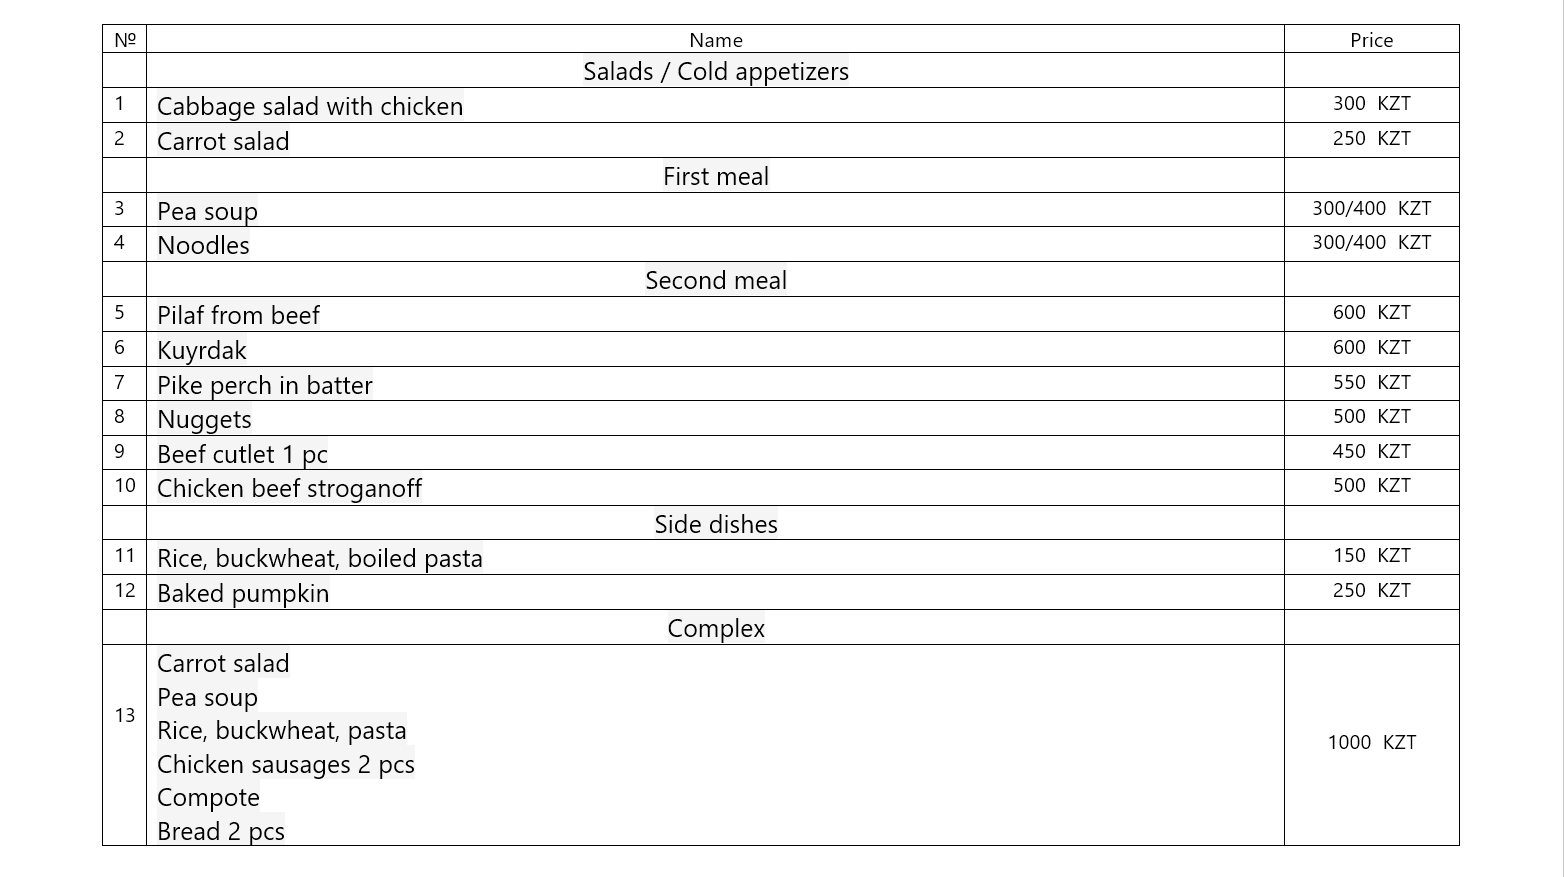 № Name Price
Salads / Cold appetizers
1 Cabbage salad with chicken 300 KZT
2 Carrot salad 250 KZT
First meal
3 Pea soup 300/400 KZT
4 Noodles 300/400 KZT
Second meal
5 Pilaf from beef 600 KZT
6 Kuyrdak 600 KZT
7 Pike perch in batter 550 KZT
8 Nuggets 500 KZT
9 Beef cutlet 1 pc 450 KZT
10 Chicken beef stroganoff 500 KZT
Side dishes
11 Rice, buckwheat, boiled pasta 150 KZT
12 Baked pumpkin 250 KZT
Complex
13 Carrot salad
Pea soup
Rice, buckwheat, pasta
Chicken sausages 2 pcs
Compote
Bread 2 pcs
1000 KZT